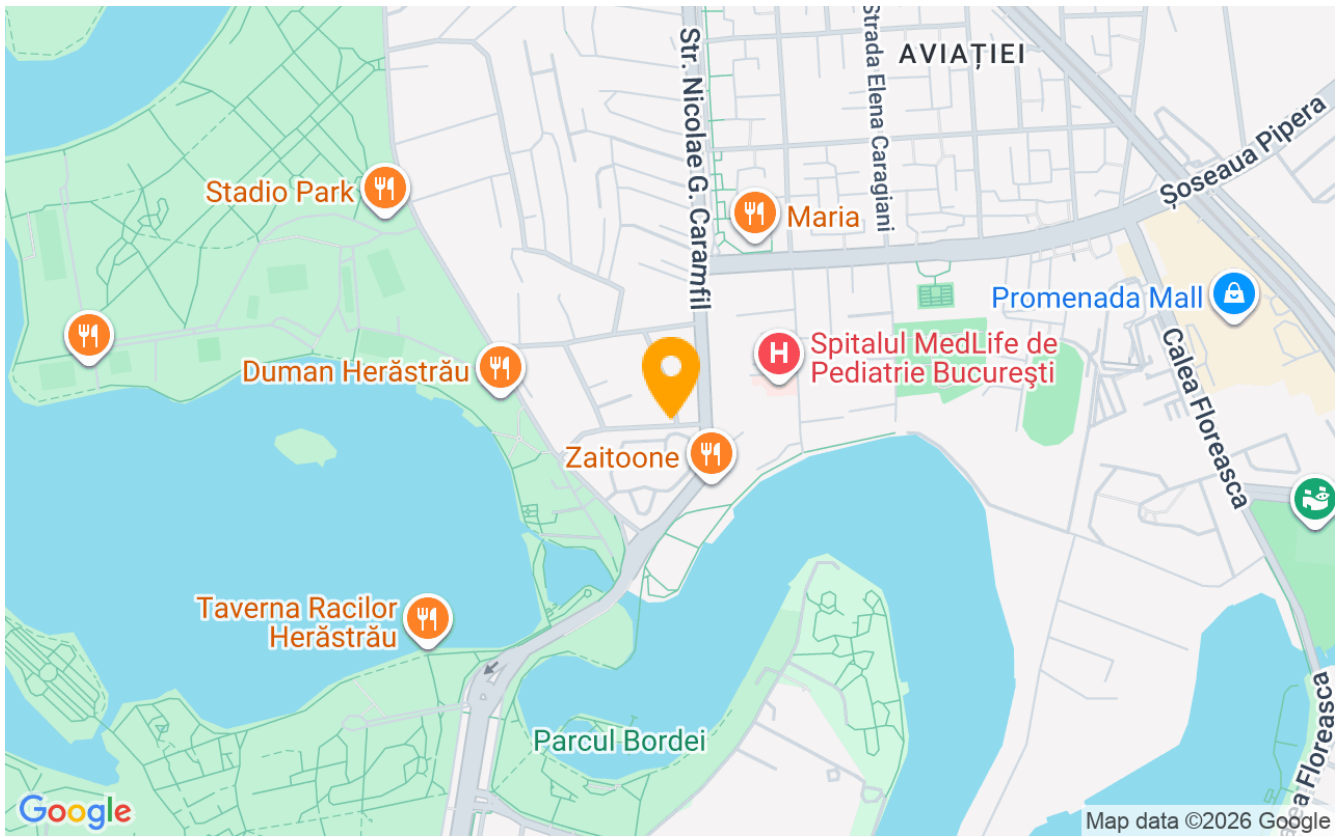 AVIAȚIEI
Str. Nicolae G. Caramfil
Strada Elena Caragiani
Șoseaua Pipera
Stadio Park
Maria
Promenada Mall
Spitalul MedLife de
Pediatrie București
Duman Herăstrău
Calea Floreasca
Zaitoone
Taverna Racilor
Herăstrău
Parcul Bordei
ea Floreasca
Google
Map data ©2026 Google